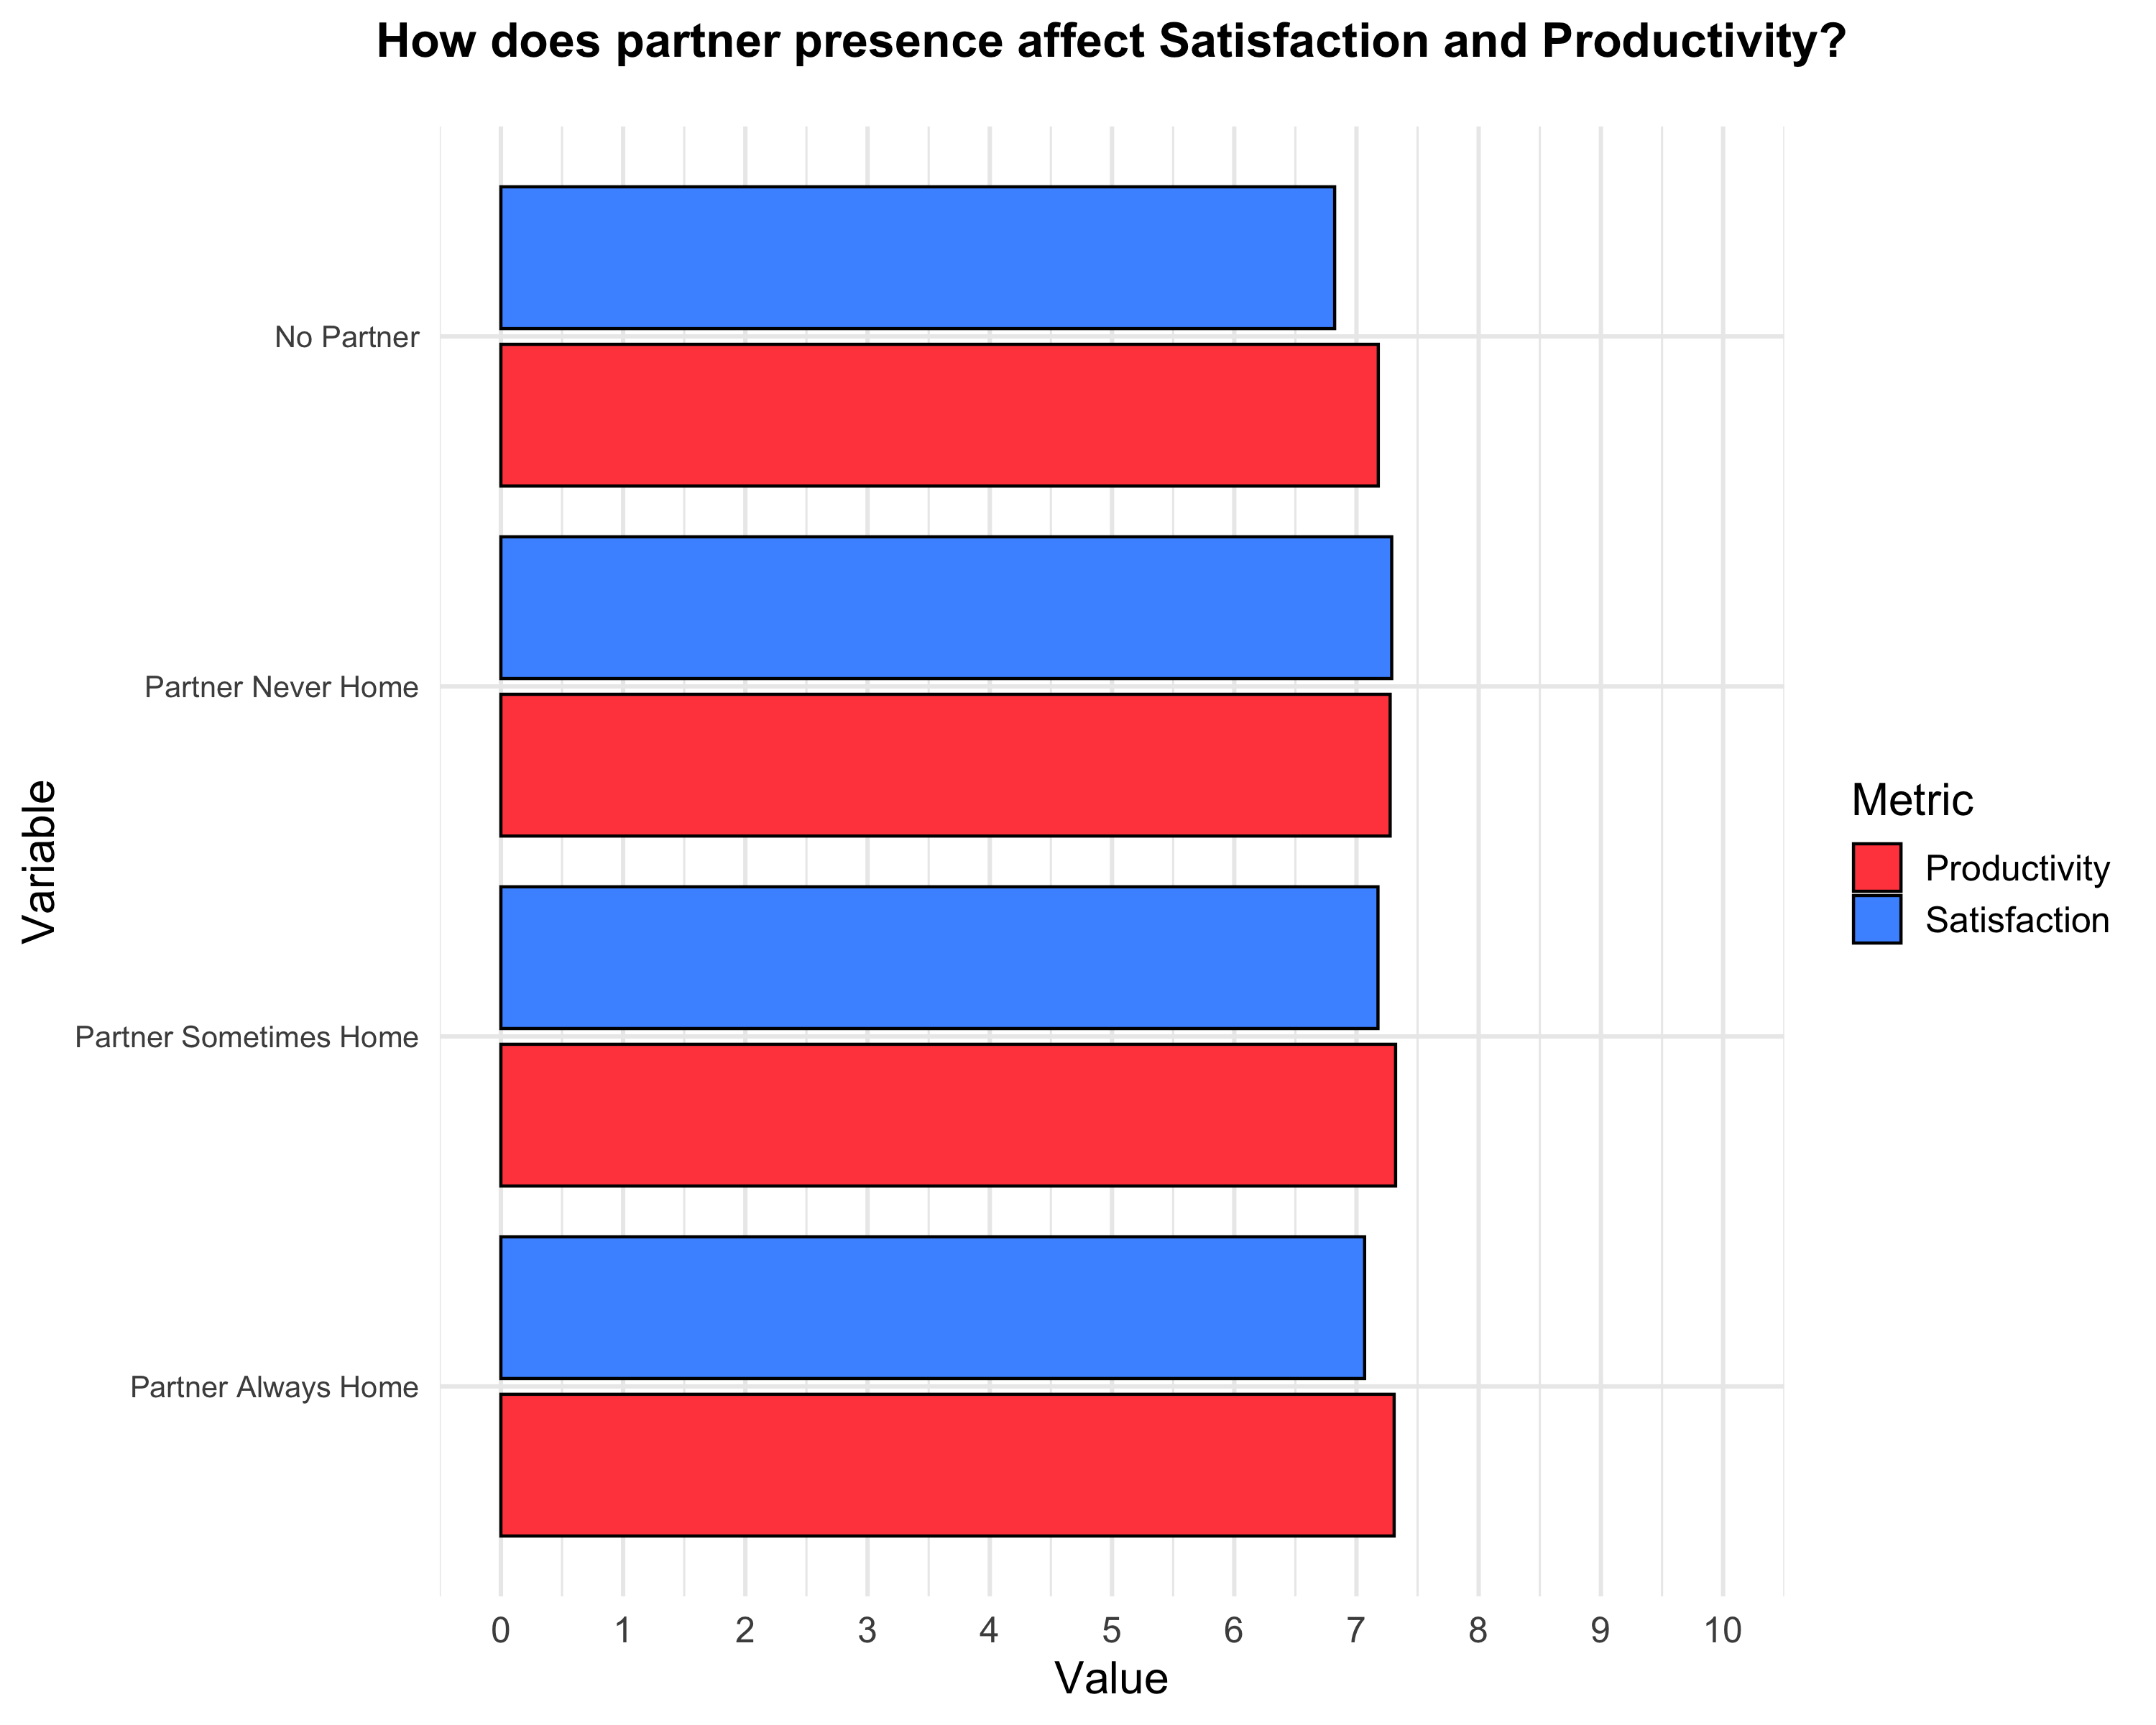 How does partner presence affect Satisfaction and Productivity?
No Partner
Partner Never Home
Partner Sometimes Home
Partner Always Home
Variable
0 1 2 3 4 5 6 7 8 9 10
Value
Metric
Productivity
Satisfaction